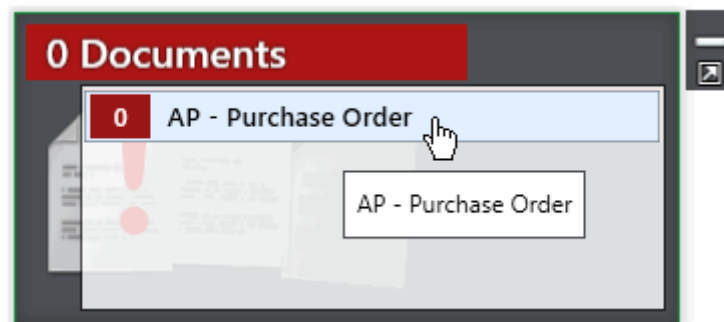 0 Documents
0 AP - Purchase Order
AP - Purchase Order